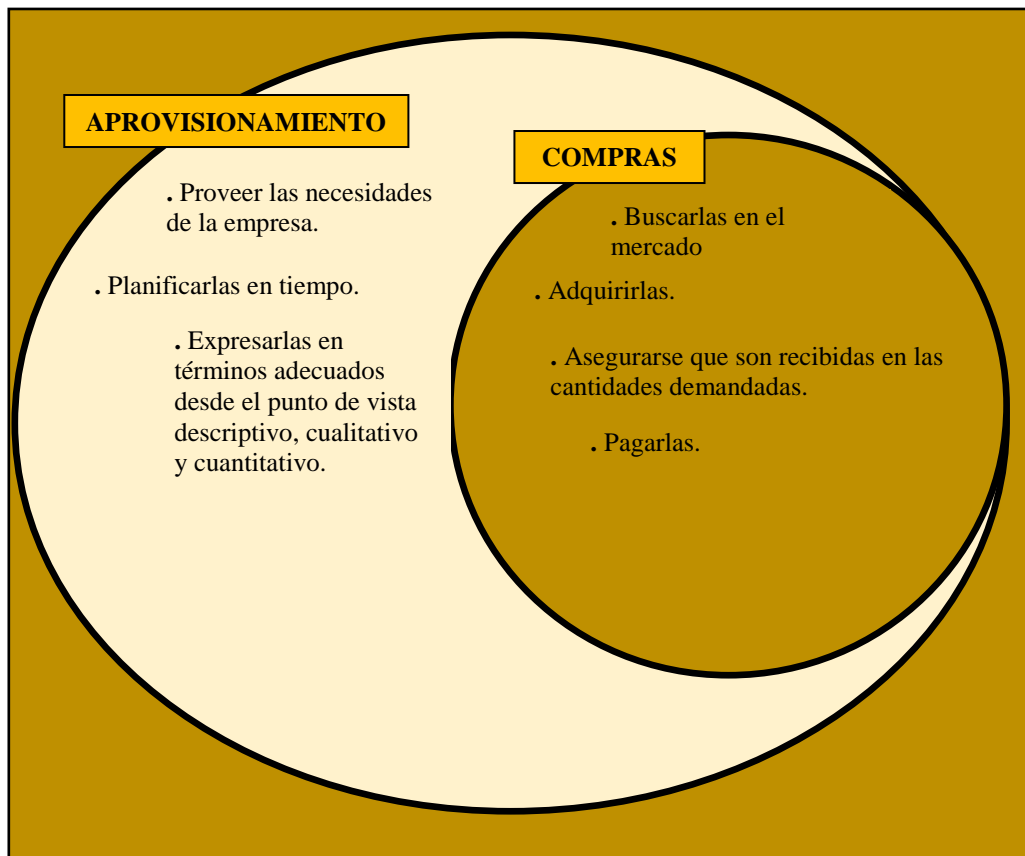 APROVISIONAMIENTO
. Proveer las necesidades
de la empresa.
. Planificarlas en tiempo.
. Expresarlas en
términos adecuados
desde el punto de vista
descriptivo, cualitativo
y cuantitativo.
COMPRAS
. Buscarlas en el
mercado
. Adquirirlas.
. Asegurarse que son recibidas en las
cantidades demandadas.
. Pagarlas.